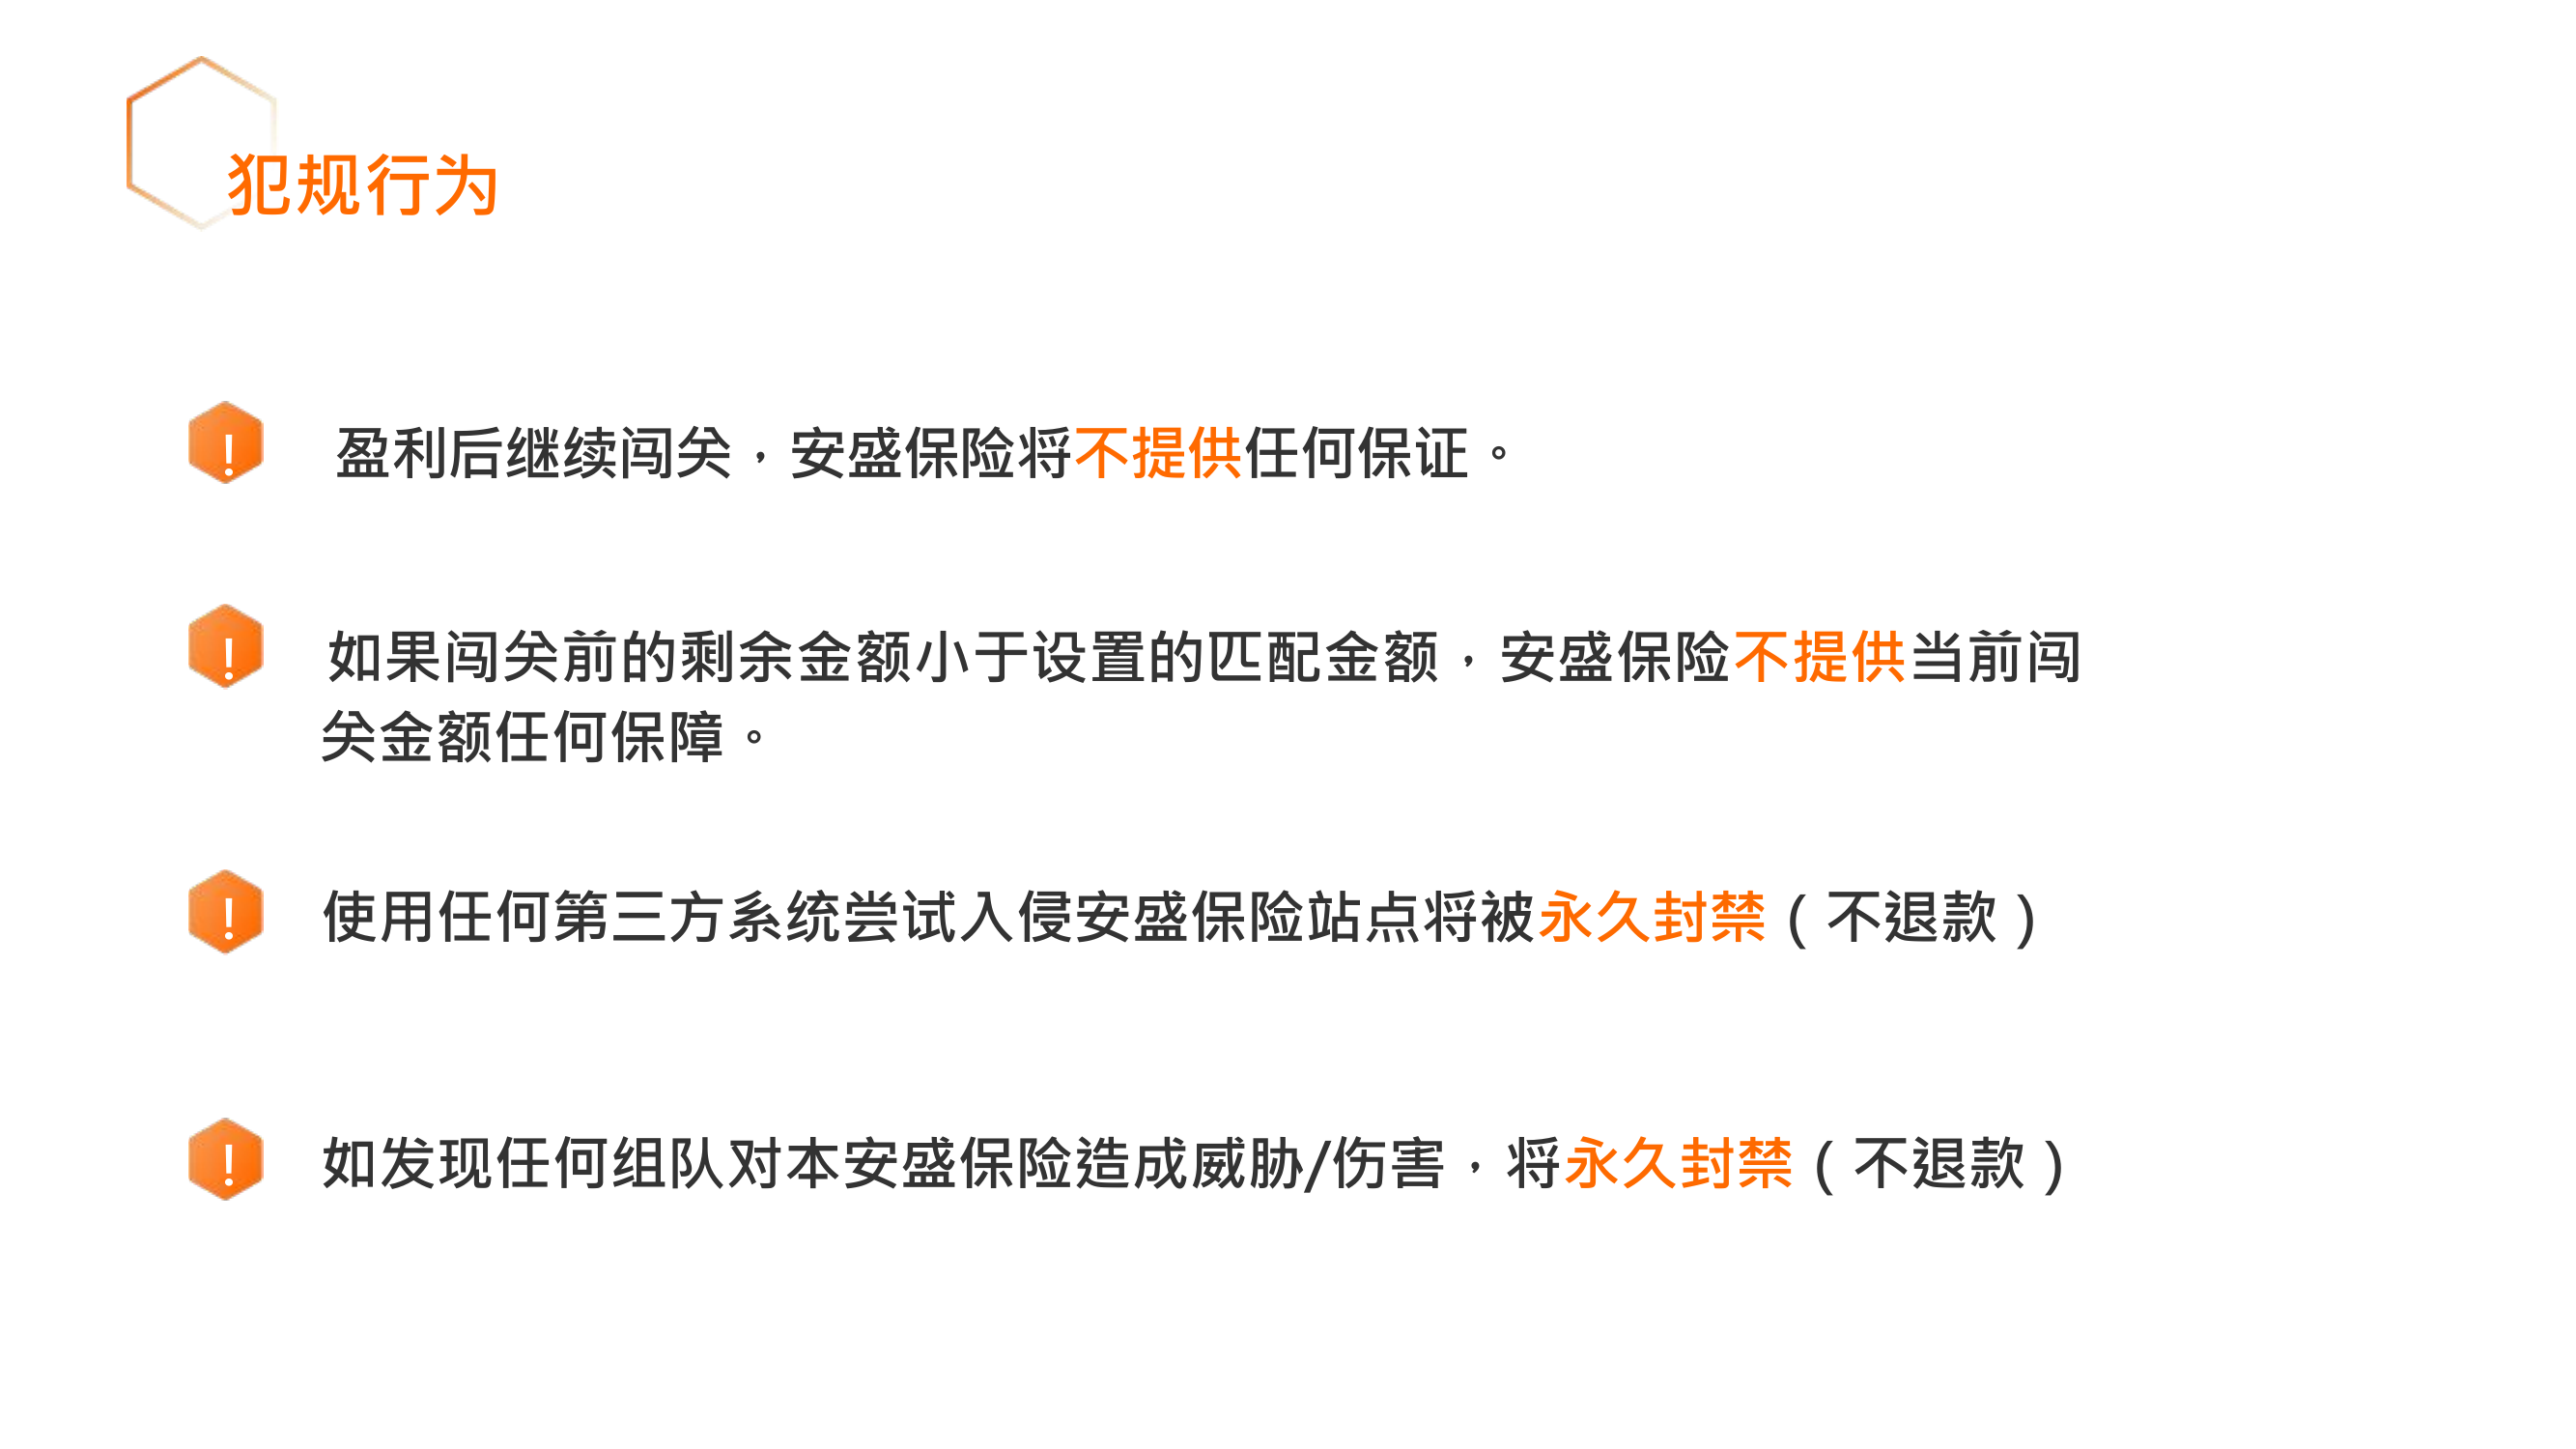 犯规行为
! 盈利后继续闯关，安盛保险将不提供任何保证。
! 如果闯关前的剩余金额小于设置的匹配金额，安盛保险不提供当前闯
关金额任何保障。
! 使用任何第三方系统尝试入侵安盛保险站点将被永久封禁（不退款）
! 如发现任何组队对本安盛保险造成威胁/伤害，将永久封禁（不退款）